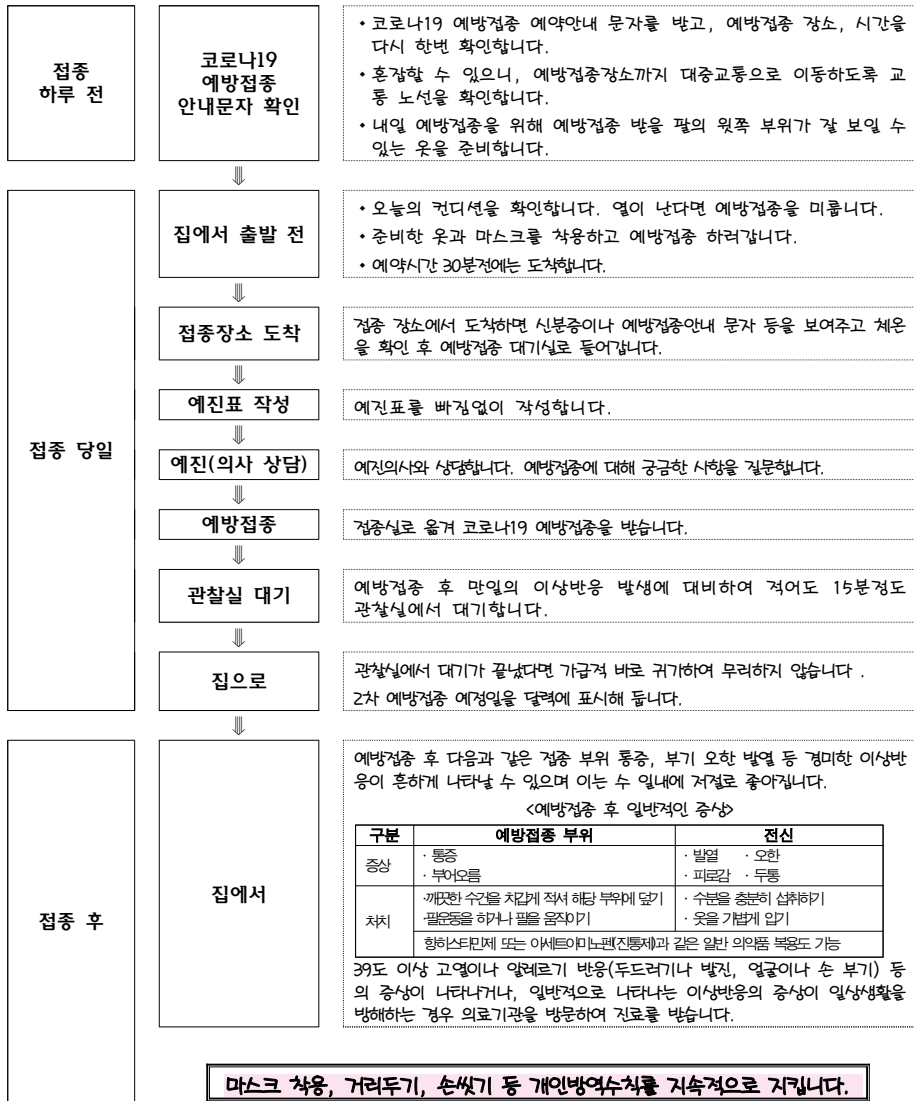 접종
하루 전
코로나19
예방접종
안내문자 확인
• 코로나19 예방접종 예약안내 문자를 받고, 예방접종 장소, 시간을
다시 한번 확인합니다.
• 혼잡할 수 있으니, 예방접종장소까지 대중교통으로 이동하도록 교
통 노선을 확인합니다.
• 내일 예방접종을 위해 예방접종 받을 팔의 윗쪽 부위가 잘 보일 수
있는 옷을 준비합니다.
⇓
접종 당일
집에서 출발 전
• 오늘의 컨디션을 확인합니다. 열이 난다면 예방접종을 미룹니다.
• 준비한 옷과 마스크를 착용하고 예방접종 하러갑니다.
• 예약시간 30분전에는 도착합니다.
⇓
접종장소 도착
접종 장소에서 도착하면 신분증이나 예방접종안내 문자 등을 보여주고 체온
을 확인 후 예방접종 대기실로 들어갑니다.
⇓
예진표 작성
예진표를 빠짐없이 작성합니다.
⇓
예진(의사 상담)
예진의사와 상담합니다. 예방접종에 대해 궁금한 사항을 질문합니다.
⇓
예방접종
접종실로 옮겨 코로나19 예방접종을 받습니다.
⇓
관찰실 대기
예방접종 후 만일의 이상반응 발생에 대비하여 적어도 15분정도
관찰실에서 대기합니다.
⇓
집으로
관찰실에서 대기가 끝났다면 가급적 바로 귀가하여 무리하지 않습니다 .
2차 예방접종 예정일을 달력에 표시해 둡니다.
⇓
접종 후
집에서
예방접종 후 다음과 같은 접종 부위 통증, 부기 오한 발열 등 경미한 이상반
응이 흔하게 나타날 수 있으며 이는 수 일내에 저절로 좋아집니다.
<예방접종 후 일반적인 증상>
구분 예방접종 부위 전신
증상
· 통증
· 부어오름
· 발열 · 오한
· 피로감 · 두통
처치
·깨끗한 수건을 차갑게 적셔 해당 부위에 덮기
·팔운동을 하거나 팔을 움직이기
· 수분을 충분히 섭취하기
· 옷을 가볍게 입기
항히스타민제 또는 아세트아미노펜(진통제)과 같은 일반 의약품 복용도 가능
39도 이상 고열이나 알레르기 반응(두드러기나 발진, 얼굴이나 손 부기) 등
의 증상이 나타나거나, 일반적으로 나타나는 이상반응의 증상이 일상생활을
방해하는 경우 의료기관을 방문하여 진료를 받습니다.
마스크 착용, 거리두기, 손씻기 등 개인방역수칙를 지속적으로 지킵니다.